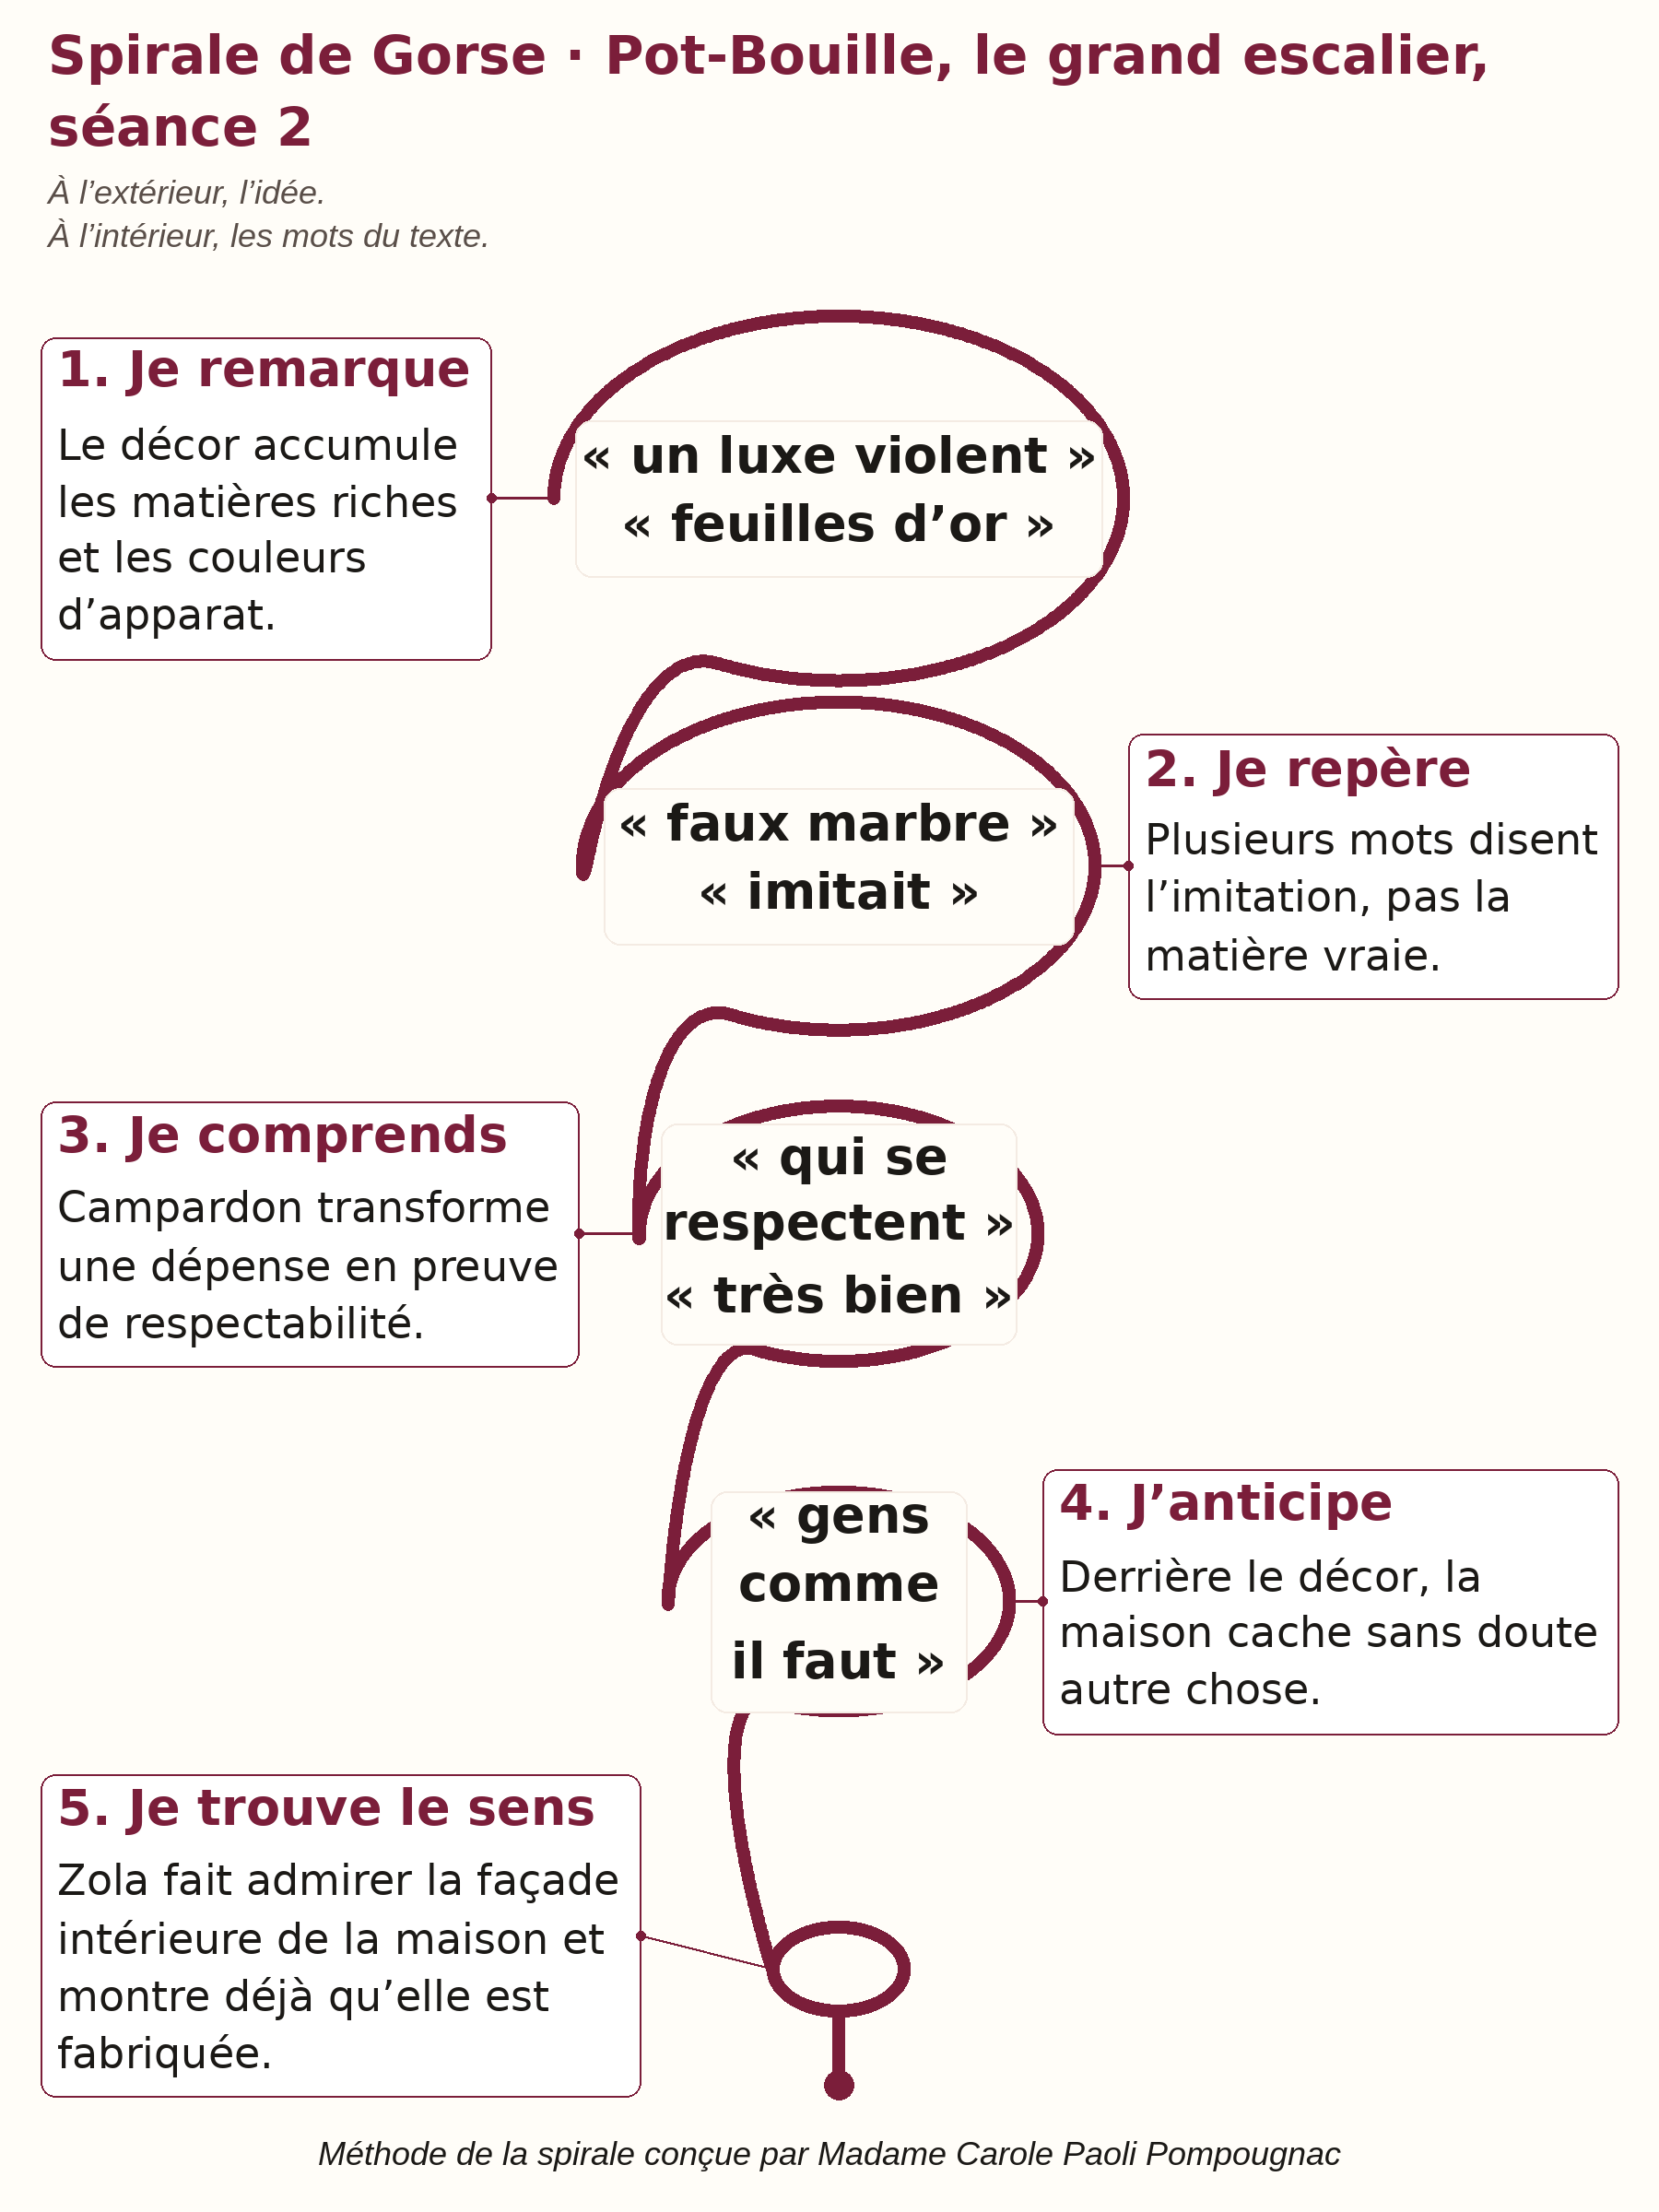 Spirale de Gorse · Pot-Bouille, le grand escalier,
séance 2
À l’extérieur, l’idée.
À l’intérieur, les mots du texte.
1. Je remarque
Le décor accumule
les matières riches
et les couleurs
d’apparat.
« un luxe violent »
« feuilles d’or »
« faux marbre »
« imitait »
2. Je repère
Plusieurs mots disent
l’imitation, pas la
matière vraie.
3. Je comprends
Campardon transforme
une dépense en preuve
de respectabilité.
« qui se
respectent »
« très bien »
« gens
comme
il faut »
4. J’anticipe
Derrière le décor, la
maison cache sans doute
autre chose.
5. Je trouve le sens
Zola fait admirer la façade
intérieure de la maison et
montre déjà qu’elle est
fabriquée.
Méthode de la spirale conçue par Madame Carole Paoli Pompougnac